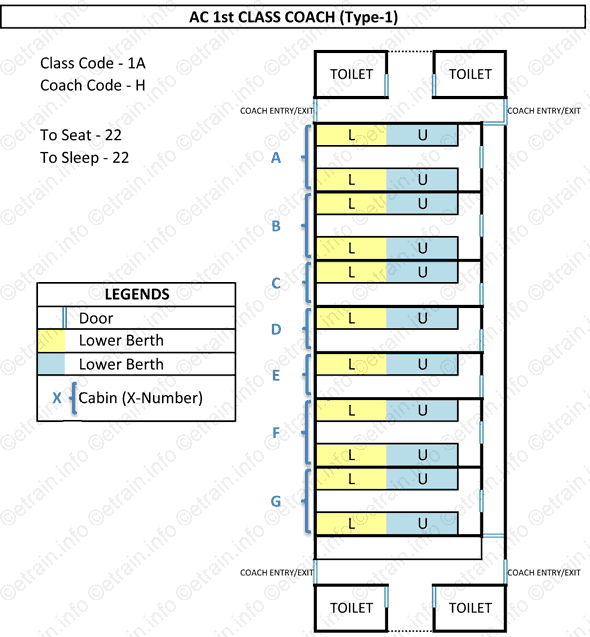 AC 1st CLASS COACH (Type-1)
Class Code - 1A
Coach Code - H
To Seat - 22
To Sleep - 22
TOILET TOILET
COACH ENTRY/EXIT COACH ENTRY/EXIT
A
L U
L U
B
L U
L U
C
L U
D
L U
E
L U
F
L U
L U
G
L U
L U
LEGENDS
Door
Lower Berth
Lower Berth
X Cabin (X-Number)
COACH ENTRY/EXIT COACH ENTRY/EXIT
TOILET TOILET
©etrain.info